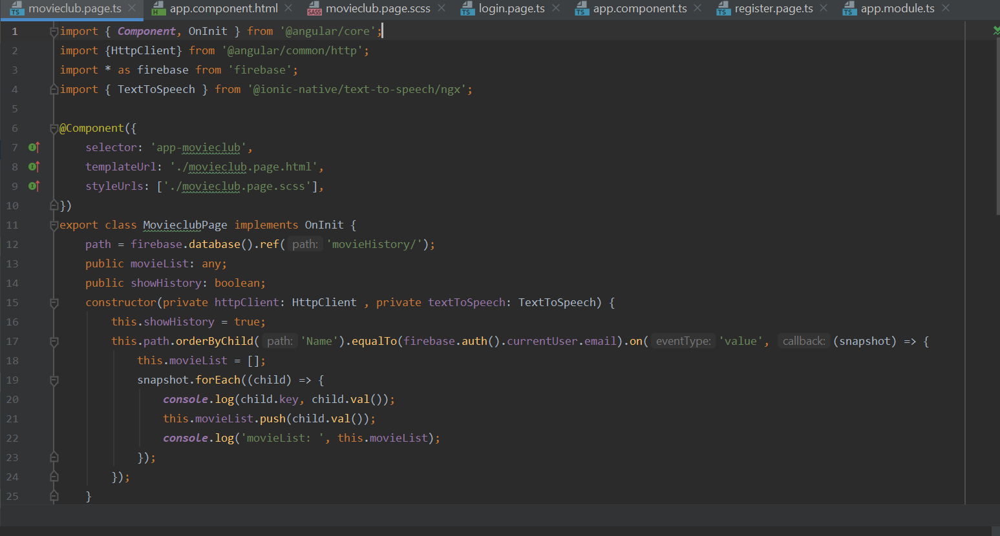 movieclub.page.ts app.component.html movieclub.page.scss login.page.ts app.component.ts register.page.ts app.module.ts
1 import { Component, OnInit } from '@angular/core';
2 import {HttpClient} from '@angular/common/http';
3 import * as firebase from 'firebase';
4 import { TextToSpeech } from '@ionic-native/text-to-speech/ngx';
5
6 @Component({
7 selector: 'app-movieclub',
8 templateUrl: './movieclub.page.html',
9 styleUrls: ['./movieclub.page.scss'],
10 })
11 export class MovieclubPage implements OnInit {
12 path = firebase.database().ref( path: 'movieHistory/');
13 public movieList: any;
14 public showHistory: boolean;
15 constructor(private httpClient: HttpClient , private textToSpeech: TextToSpeech) {
16 this.showHistory = true;
17 this.path.orderByChild( path: 'Name').equalTo(firebase.auth().currentUser.email).on( eventType: 'value', callback: (snapshot) => {
18 this.movieList = [];
19 snapshot.forEach((child) => {
20 console.log(child.key, child.val());
21 this.movieList.push(child.val());
22 console.log('movieList: ', this.movieList);
23 });
24 });
25 }